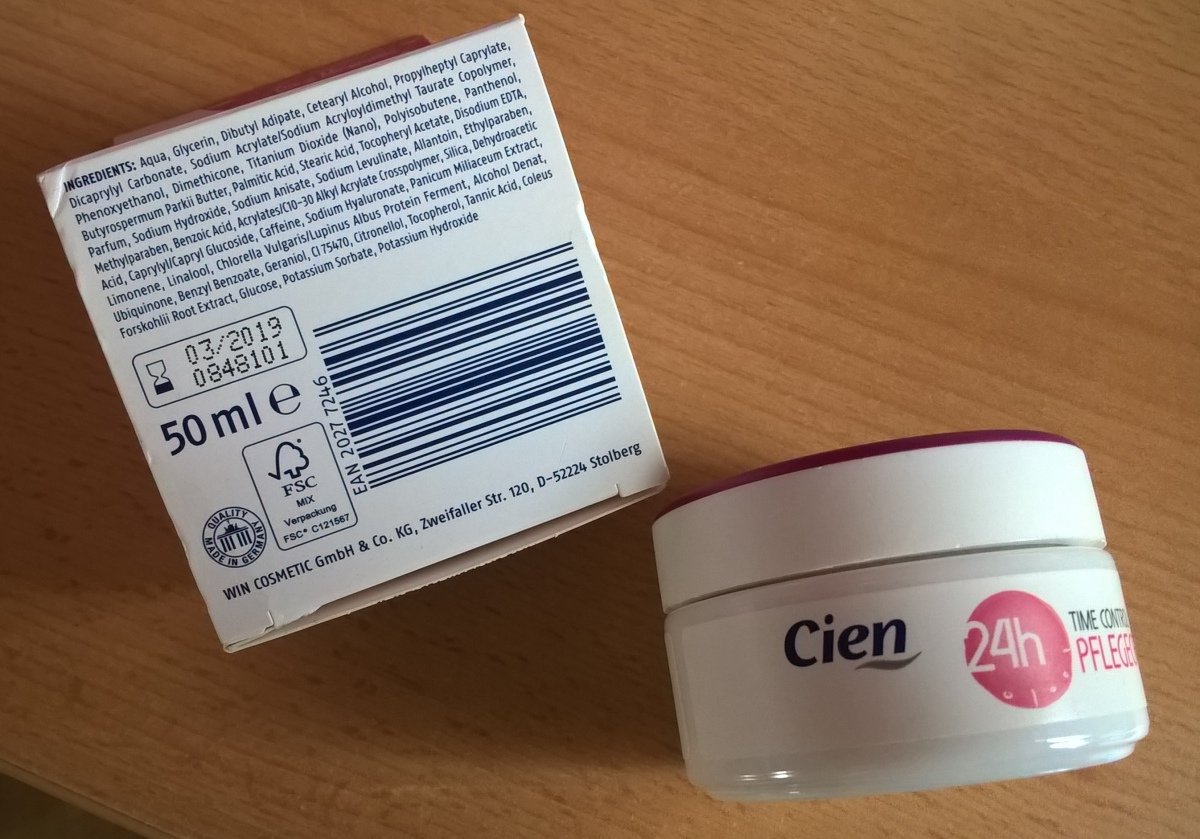 INGREDIENTS: Aqua, Glycerin, Dibutyl Adipate, Cetearyl Alcohol, Propylheptyl Caprylate,
Dicaprylyl Carbonate, Sodium Acrylate/Sodium Acryloyldimethyl Taurate Copolymer,
Phenoxyethanol, Dimethicone, Titanium Dioxide (Nano), Polyisobutene, Panthenol,
Butyrospermum Parkii Butter, Palmitic Acid, Stearic Acid, Tocopheryl Acetate, Disodium EDTA,
Parfum, Sodium Hydroxide, Sodium Anisate, Sodium Levulinate, Allantoin, Ethylparaben,
Methylparaben, Benzoic Acid, Acrylates/C10-30 Alkyl Acrylate Crosspolymer, Silica, Dehydroacetic
Acid, Caprylyl/Capryl Glucoside, Caffeine, Sodium Hyaluronate, Panicum Miliaceum Extract,
Limonene, Linalool, Chlorella Vulgaris/Lupinus Albus Protein Ferment, Alcohol Denat,
Ubiquinone, Benzyl Benzoate, Geraniol, CI 75470, Citronellol, Tocopherol, Tannic Acid, Coleus
Forskohlii Root Extract, Glucose, Potassium Sorbate, Potassium Hydroxide
03/2019
0848101
50 ml e
EAN 2027 7246
FSC
MIX
Verpackung
FSC® C121567
QUALITY
MADE IN GERMANY
WIN COSMETIC GmbH & Co. KG, Zweifaller Str. 120, D-52224 Stolberg
Cien
24h
TIME